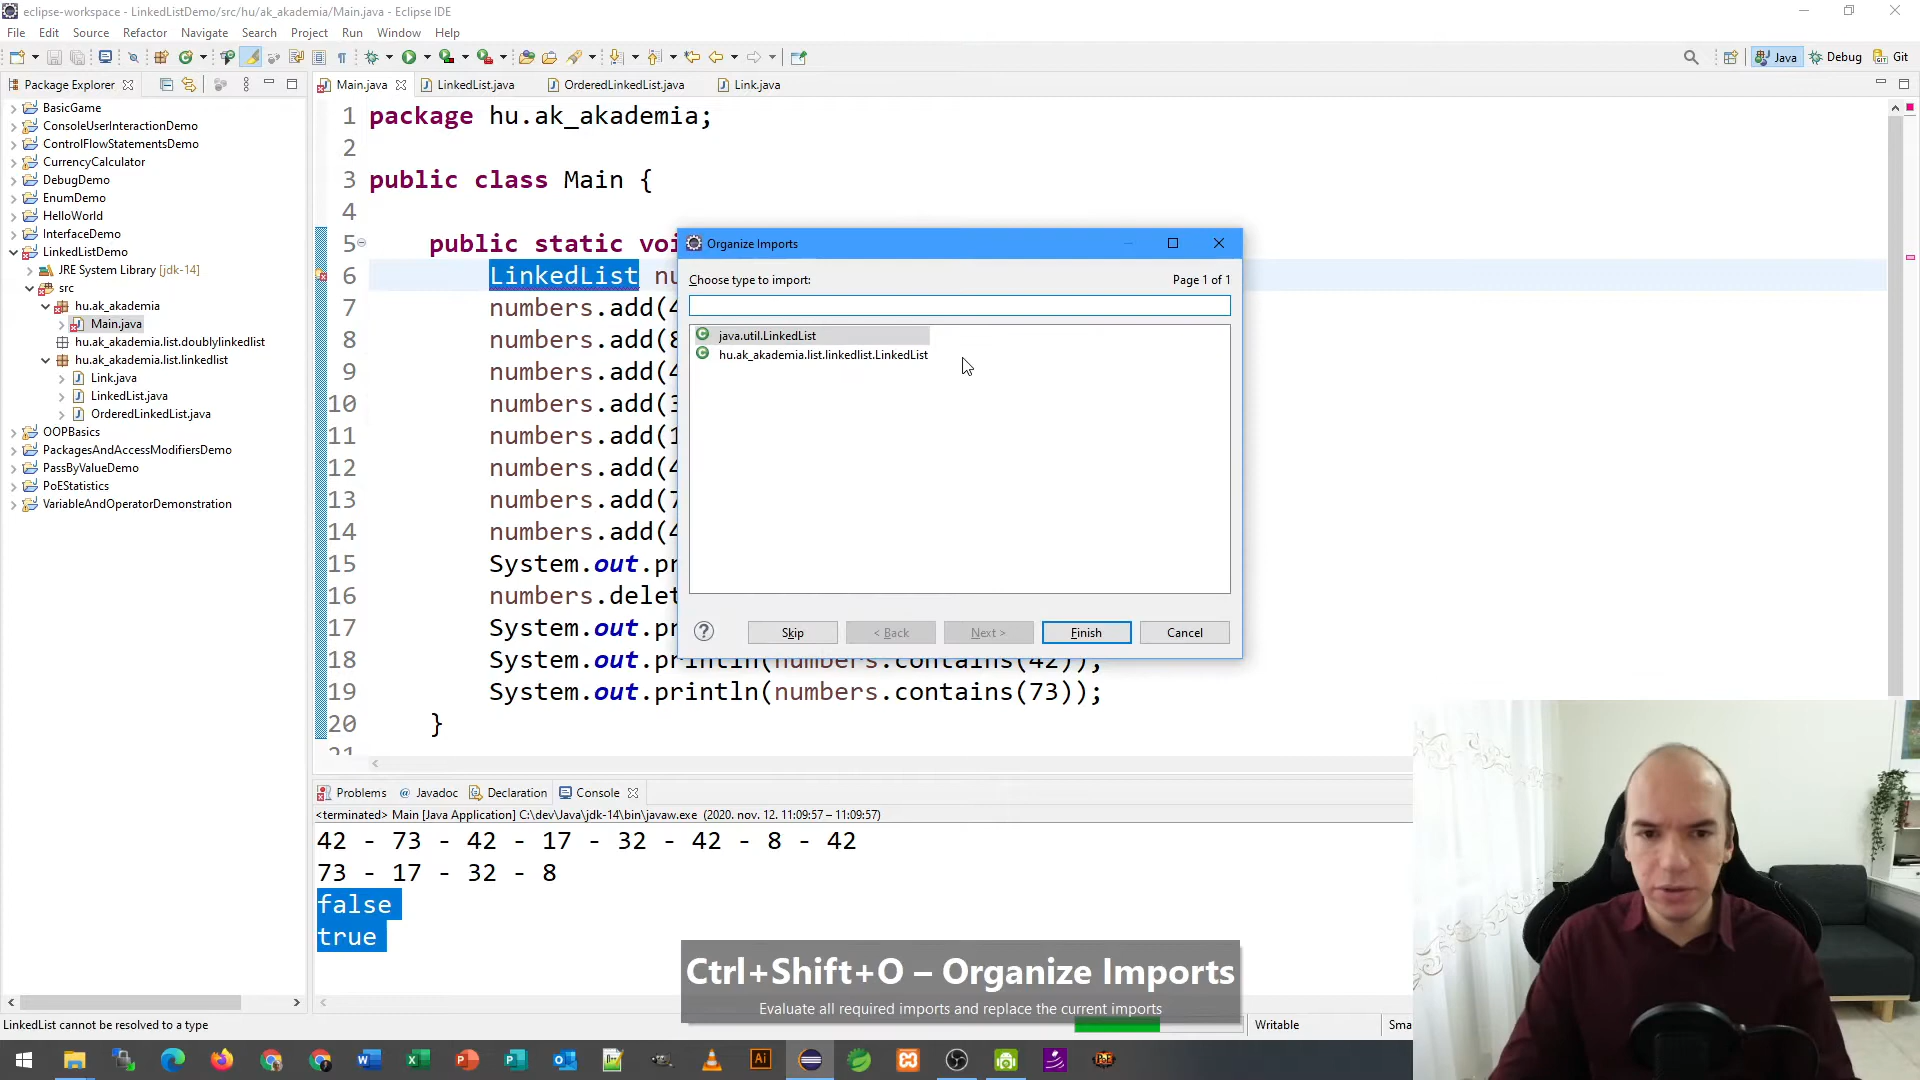 eclipse-workspace - LinkedListDemo/src/hu/ak_akademia/Main.java - Eclipse IDE
File Edit Source Refactor Navigate Search Project Run Window Help
Java Debug Git
Package Explorer
Main.java LinkedList.java OrderedLinkedList.java Link.java
BasicGame
ConsoleUserInteractionDemo
ControlFlowStatementsDemo
CurrencyCalculator
DebugDemo
EnumDemo
HelloWorld
InterfaceDemo
LinkedListDemo
JRE System Library [jdk-14]
src
hu.ak_akademia
Main.java
hu.ak_akademia.list.doublylinkedlist
hu.ak_akademia.list.linkedlist
Link.java
LinkedList.java
OrderedLinkedList.java
OOPBasics
PackagesAndAccessModifiersDemo
PassByValueDemo
PoEStatistics
VariableAndOperatorDemonstration
1 package hu.ak_akademia;
2
3 public class Main {
4
5 public static voi
6 LinkedList nu
7 numbers.add(4
8 numbers.add(8
9 numbers.add(4
10 numbers.add(3
11 numbers.add(1
12 numbers.add(4
13 numbers.add(7
14 numbers.add(4
15 System.out.pr
16 numbers.delet
17 System.out.pr
18 System.out.println(numbers.contains(42));
19 System.out.println(numbers.contains(73));
20 }
21
Organize Imports
Choose type to import: Page 1 of 1
java.util.LinkedList
hu.ak_akademia.list.linkedlist.LinkedList
? Skip < Back Next > Finish Cancel
Problems @ Javadoc Declaration Console
<terminated> Main [Java Application] C:\dev\Java\jdk-14\bin\javaw.exe (2020. nov. 12. 11:09:57 – 11:09:57)
42 - 73 - 42 - 17 - 32 - 42 - 8 - 42
73 - 17 - 32 - 8
false
true
Ctrl+Shift+O – Organize Imports
Evaluate all required imports and replace the current imports
LinkedList cannot be resolved to a type
Writable
Sma